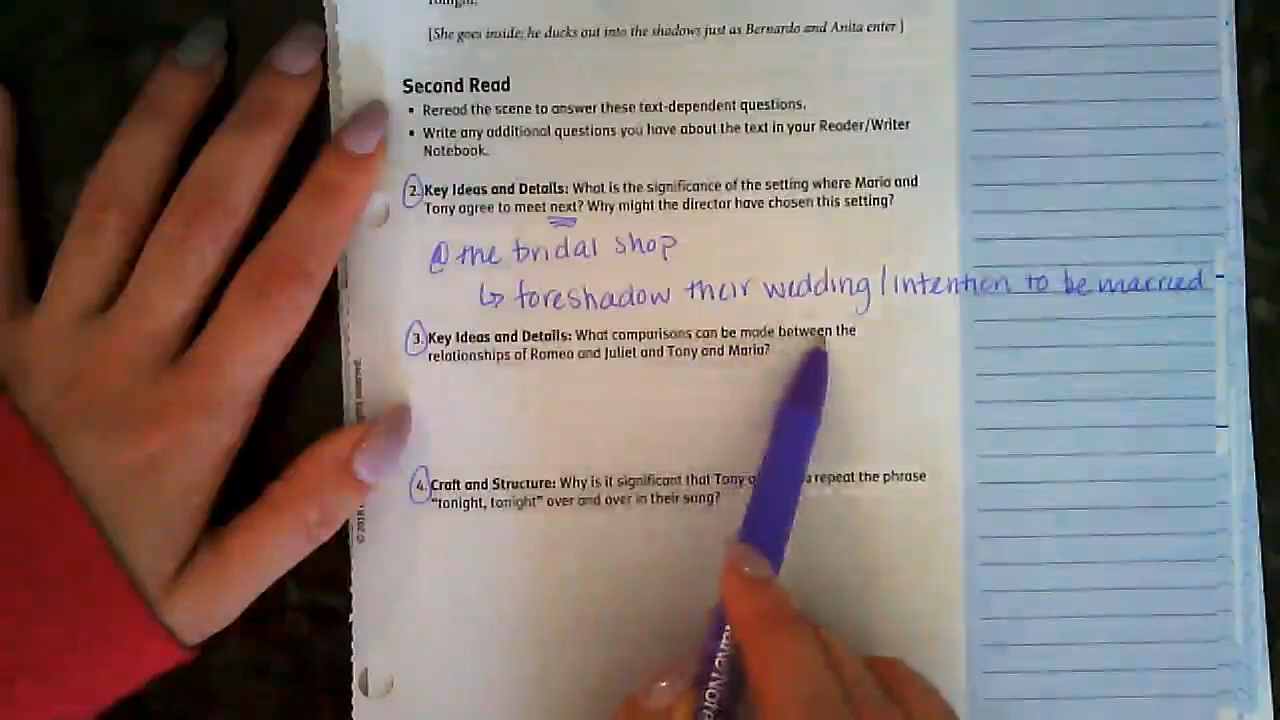 tonight.
[She goes inside; he ducks out into the shadows just as Bernardo and Anita enter]
Second Read
• Reread the scene to answer these text-dependent questions.
• Write any additional questions you have about the text in your Reader/Writer
Notebook.
2. Key Ideas and Details: What is the significance of the setting where Maria and
Tony agree to meet next? Why might the director have chosen this setting?
@ the bridal shop
↳ foreshadow their wedding/intention to be married
3. Key Ideas and Details: What comparisons can be made between the
relationships of Romeo and Juliet and Tony and Maria?
4. Craft and Structure: Why is it significant that Tony repeat the phrase
"tonight, tonight" over and over in their song?